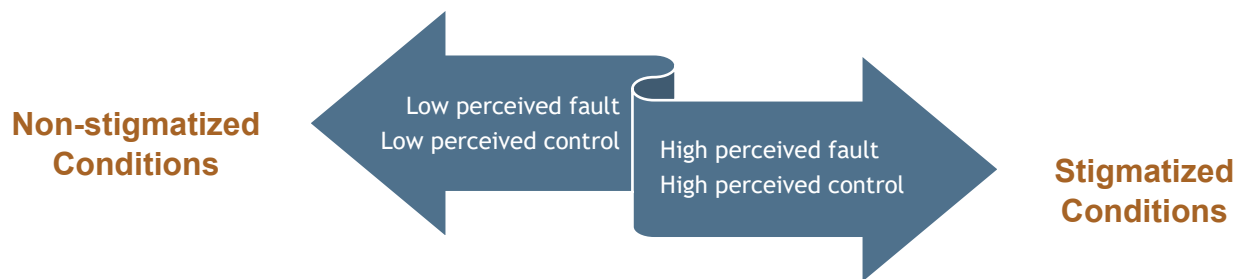 Non-stigmatized
Conditions
Low perceived fault
Low perceived control
High perceived fault
High perceived control
Stigmatized
Conditions